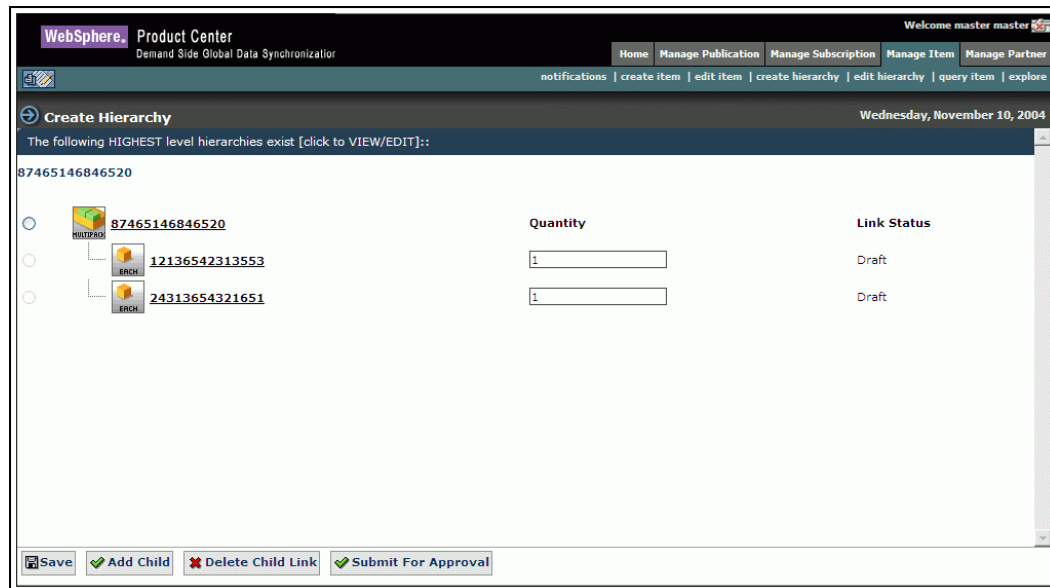 WebSphere. Product Center
Demand Side Global Data Synchronizatior
Welcome master master
Home Manage Publication Manage Subscription Manage Item Manage Partner
notifications | create item | edit item | create hierarchy | edit hierarchy | query item | explore
Create Hierarchy
Wednesday, November 10, 2004
The following HIGHEST level hierarchies exist [click to VIEW/EDIT]::
87465146846520
MULTIPACK 87465146846520 Quantity Link Status
EACH 12136542313553 1 Draft
EACH 24313654321651 1 Draft
Save Add Child Delete Child Link Submit For Approval